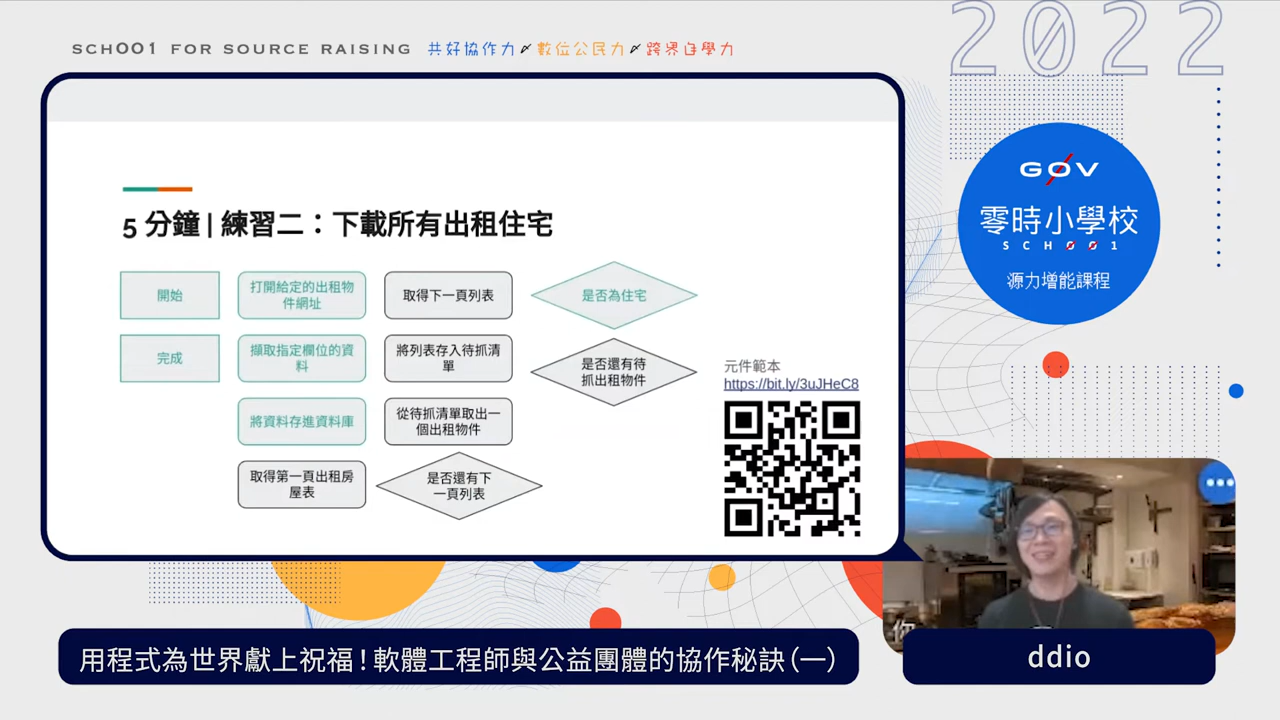 SCHOO1 FOR SOURCE RAISING 共好協作力 數位公民力 跨界自學力
2022
GOV
零時小學校
SCHOO1
源力增能課程
5 分鐘 | 練習二：下載所有出租住宅
開始
打開給定的出租物
件網址
取得下一頁列表
是否為住宅
完成
擷取指定欄位的資
料
將列表存入待抓清
單
是否還有待
抓出租物件
將資料存進資料庫
從待抓清單取出一
個出租物件
取得第一頁出租房
屋表
是否還有下
一頁列表
元件範本
https://bit.ly/3uJHeC8
你
用程式為世界獻上祝福！軟體工程師與公益團體的協作秘訣（一）
ddio